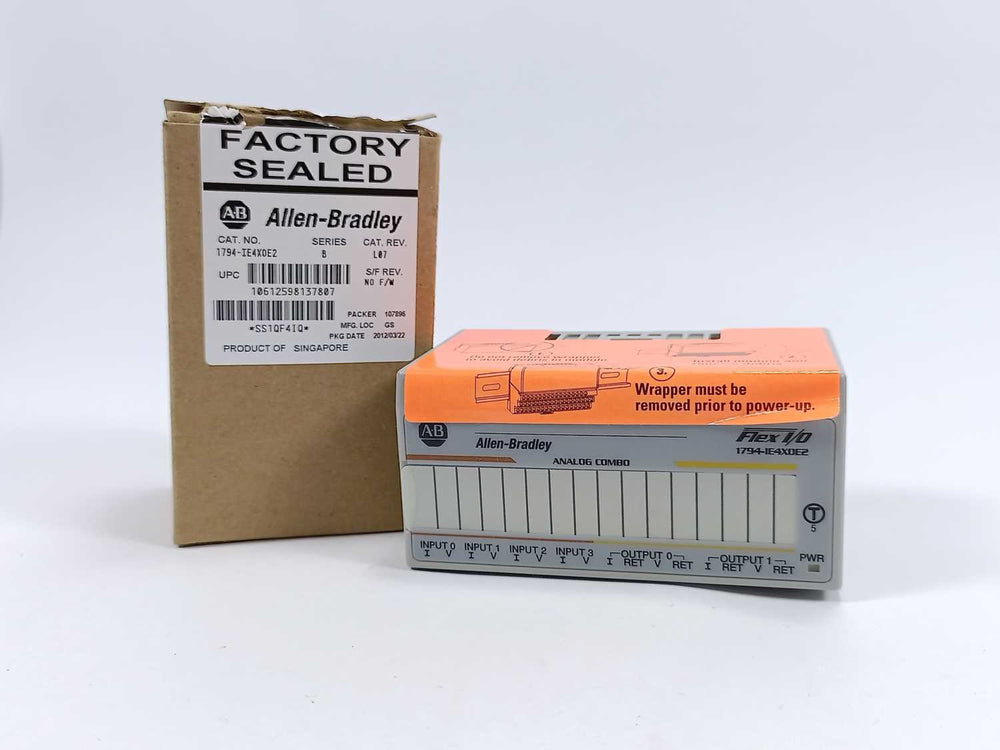 FACTORY
SEALED
A-B Allen-Bradley
CAT. NO. SERIES CAT. REV.
1794-IE4XOE2 B L07
UPC S/F REV.
NO F/W
10612598137807
PACKER 107896
*SS1QF4IQ* MFG. LOC GS
PKG DATE 2012/03/22
PRODUCT OF SINGAPORE
3.
Wrapper must be
removed prior to power-up.
A-B
Allen-Bradley
Flex I/O
1794-IE4XOE2
ANALOG COMBO
T
5
INPUT 0 INPUT 1 INPUT 2 INPUT 3 OUTPUT 0 OUTPUT 1 PWR
I V I V I V I V I RET V RET I RET V RET